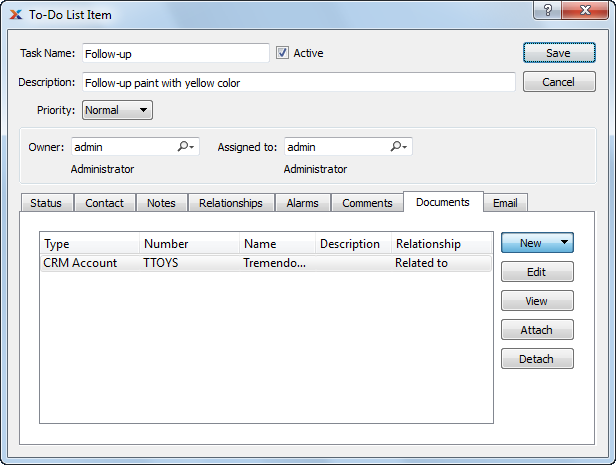 To-Do List Item
Task Name: Follow-up Active Save
Description: Follow-up paint with yellow color Cancel
Priority: Normal
Owner: admin Assigned to: admin
Administrator Administrator
Status Contact Notes Relationships Alarms Comments Documents Email
Type Number Name Description Relationship New
CRM Account TTOYS Tremendo... Related to
Edit
View
Attach
Detach